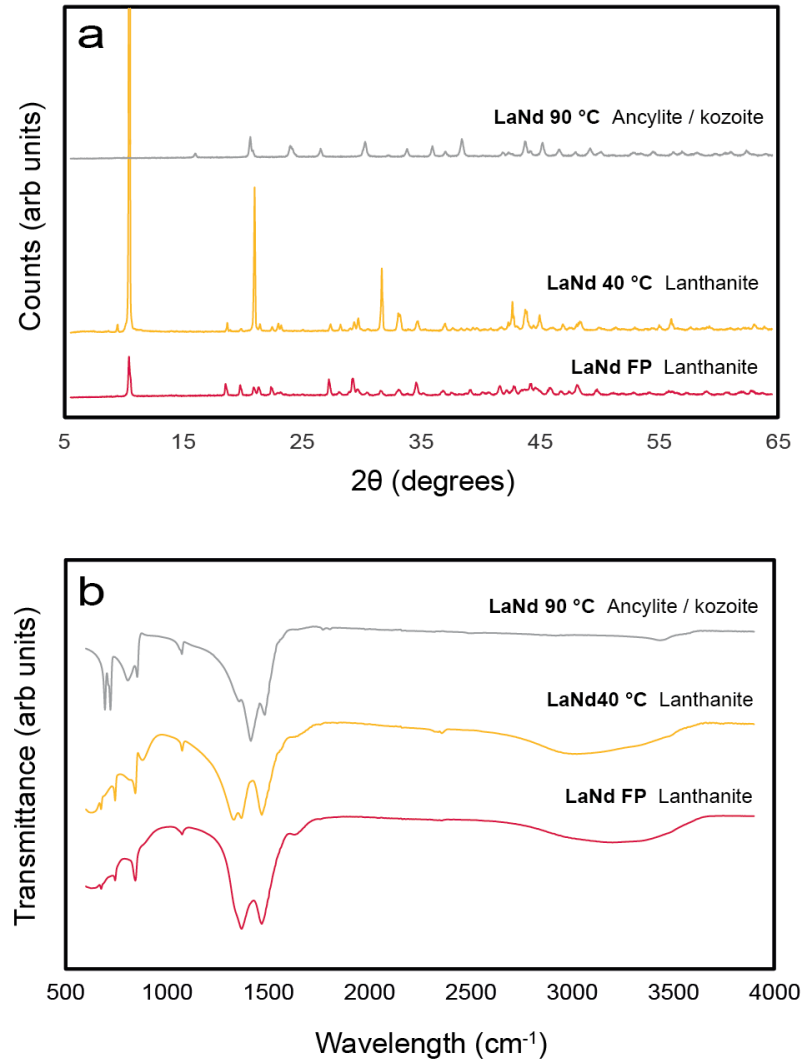 a
LaNd 90 °C Ancylite / kozoite
LaNd 40 °C Lanthanite
LaNd FP Lanthanite
Counts (arb units)
5 15 25 35 45 55 65
2θ (degrees)
b
LaNd 90 °C Ancylite / kozoite
LaNd40 °C Lanthanite
LaNd FP Lanthanite
Transmittance (arb units)
500 1000 1500 2000 2500 3000 3500 4000
Wavelength (cm⁻¹)